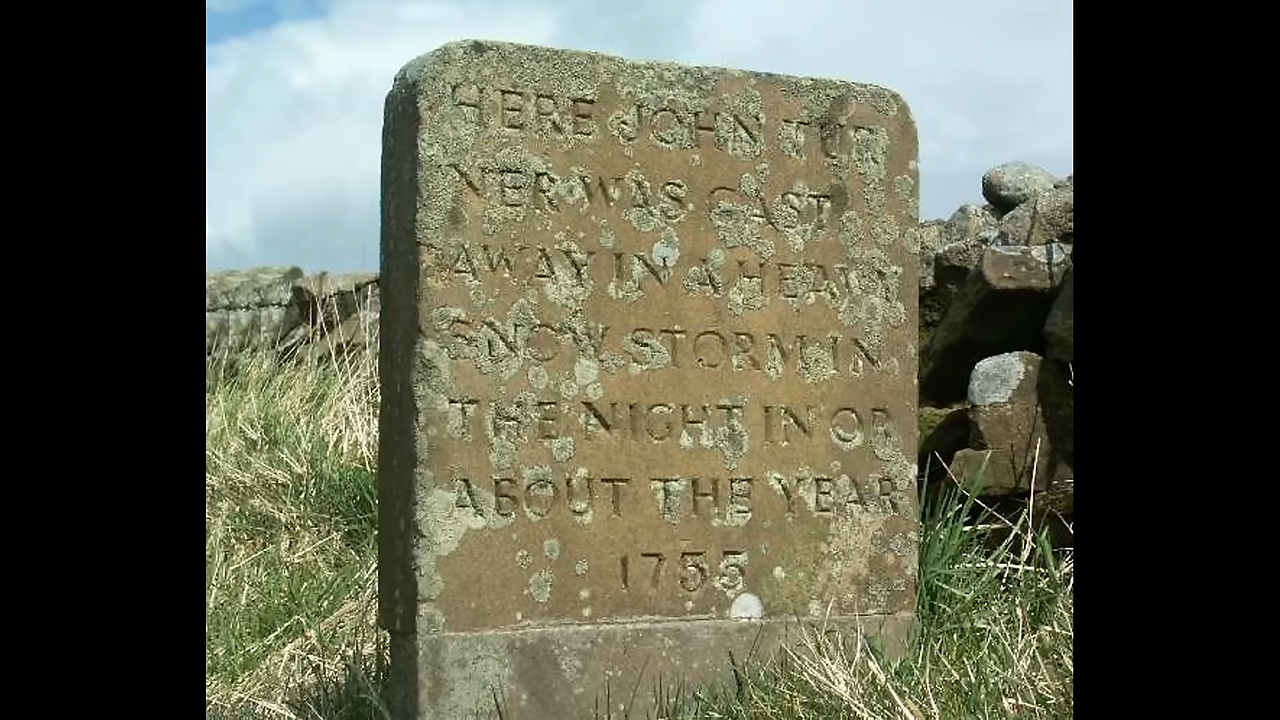 HERE JOHN TUR
NER WAS CAST
AWAY IN A HEAVY
SNOW STORM IN
THE NIGHT IN OR
ABOUT THE YEAR
1755